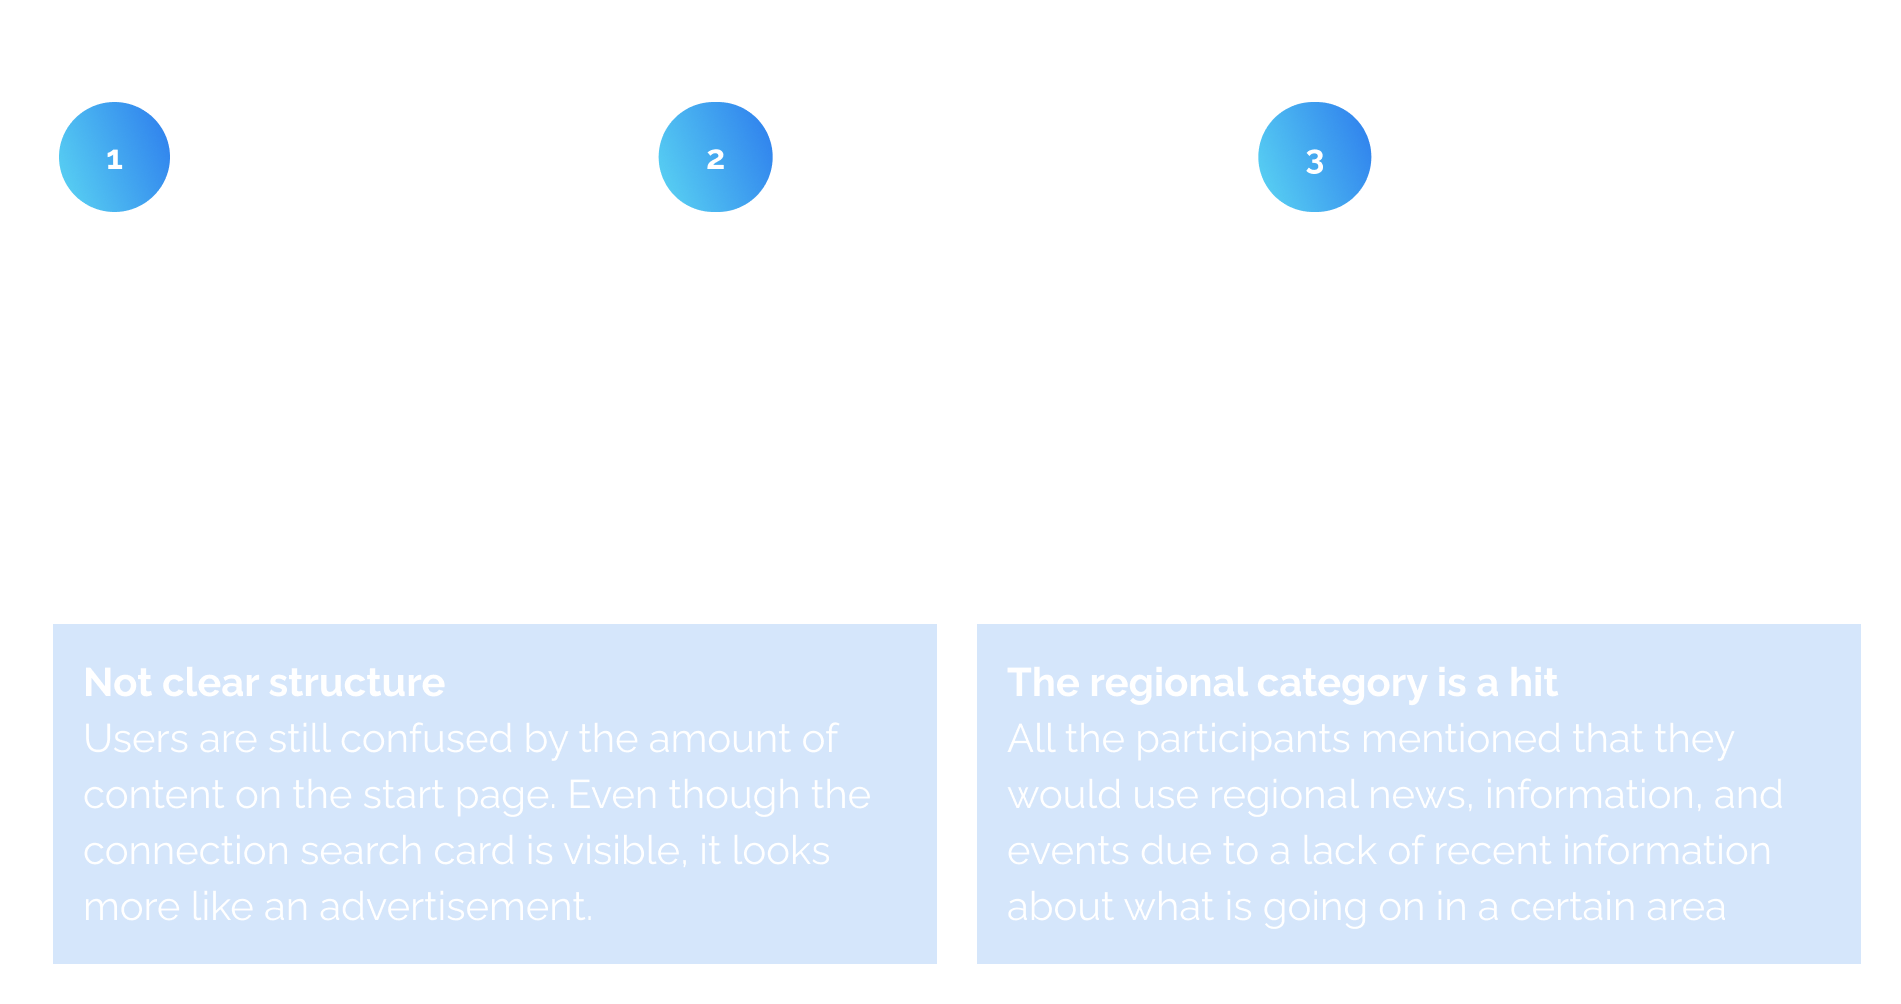 1
2
3
Not clear structure
Users are still confused by the amount of
content on the start page. Even though the
connection search card is visible, it looks
more like an advertisement.
The regional category is a hit
All the participants mentioned that they
would use regional news, information, and
events due to a lack of recent information
about what is going on in a certain area